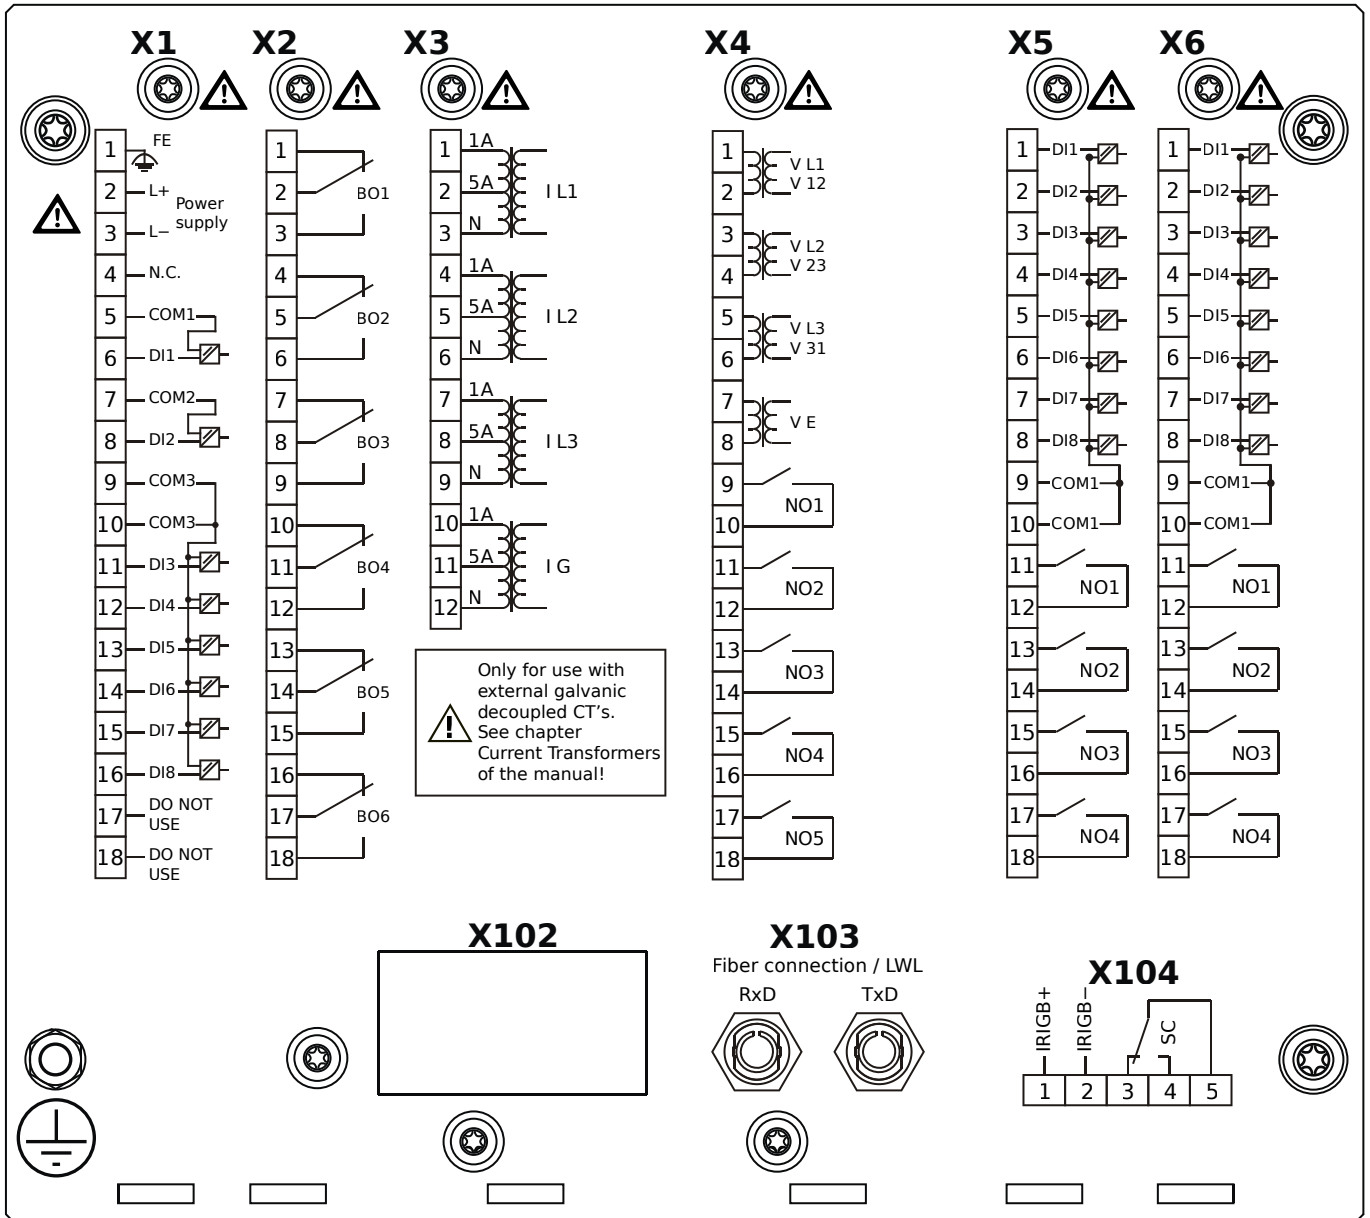 X1 X2 X3 X4 X5 X6
1 FE
2 L+ Power supply
3 L−
4 N.C.
5 COM1
6 DI1
7 COM2
8 DI2
9 COM3
10 COM3
11 DI3
12 DI4
13 DI5
14 DI6
15 DI7
16 DI8
17 DO NOT USE
18 DO NOT USE
1
2 BO1
3
4
5 BO2
6
7
8 BO3
9
10
11 BO4
12
13
14 BO5
15
16
17 BO6
18
1 1A
2 5A I L1
3 N
4 1A
5 5A I L2
6 N
7 1A
8 5A I L3
9 N
10 1A
11 5A I G
12 N
Only for use with
external galvanic
decoupled CT's.
See chapter
Current Transformers
of the manual!
1 V L1
2 V 12
3 V L2
4 V 23
5 V L3
6 V 31
7 V E
8
9 NO1
10
11 NO2
12
13 NO3
14
15 NO4
16
17 NO5
18
1 DI1
2 DI2
3 DI3
4 DI4
5 DI5
6 DI6
7 DI7
8 DI8
9 COM1
10 COM1
11 NO1
12
13 NO2
14
15 NO3
16
17 NO4
18
1 DI1
2 DI2
3 DI3
4 DI4
5 DI5
6 DI6
7 DI7
8 DI8
9 COM1
10 COM1
11 NO1
12
13 NO2
14
15 NO3
16
17 NO4
18
X102
X103
Fiber connection / LWL
RxD TxD
X104
IRIGB+ IRIGB− SC
1 2 3 4 5